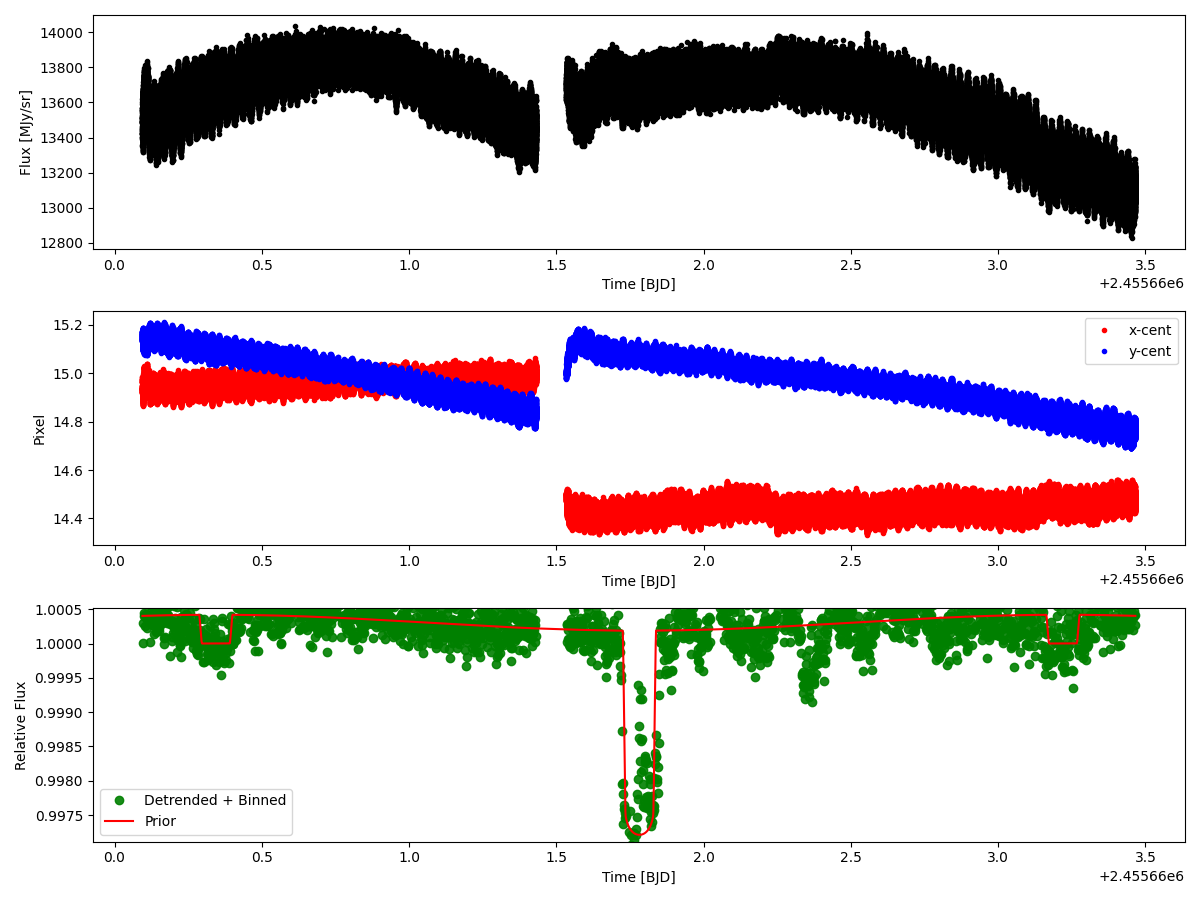 14000
13800
13600
13400
13200
13000
12800
Flux [MJy/sr]
0.0 0.5 1.0 1.5 2.0 2.5 3.0 3.5
Time [BJD]
+2.45566e6
15.2
15.0
14.8
14.6
14.4
Pixel
x-cent
y-cent
0.0 0.5 1.0 1.5 2.0 2.5 3.0 3.5
Time [BJD]
+2.45566e6
1.0005
1.0000
0.9995
0.9990
0.9985
0.9980
0.9975
Relative Flux
Detrended + Binned
Prior
0.0 0.5 1.0 1.5 2.0 2.5 3.0 3.5
Time [BJD]
+2.45566e6